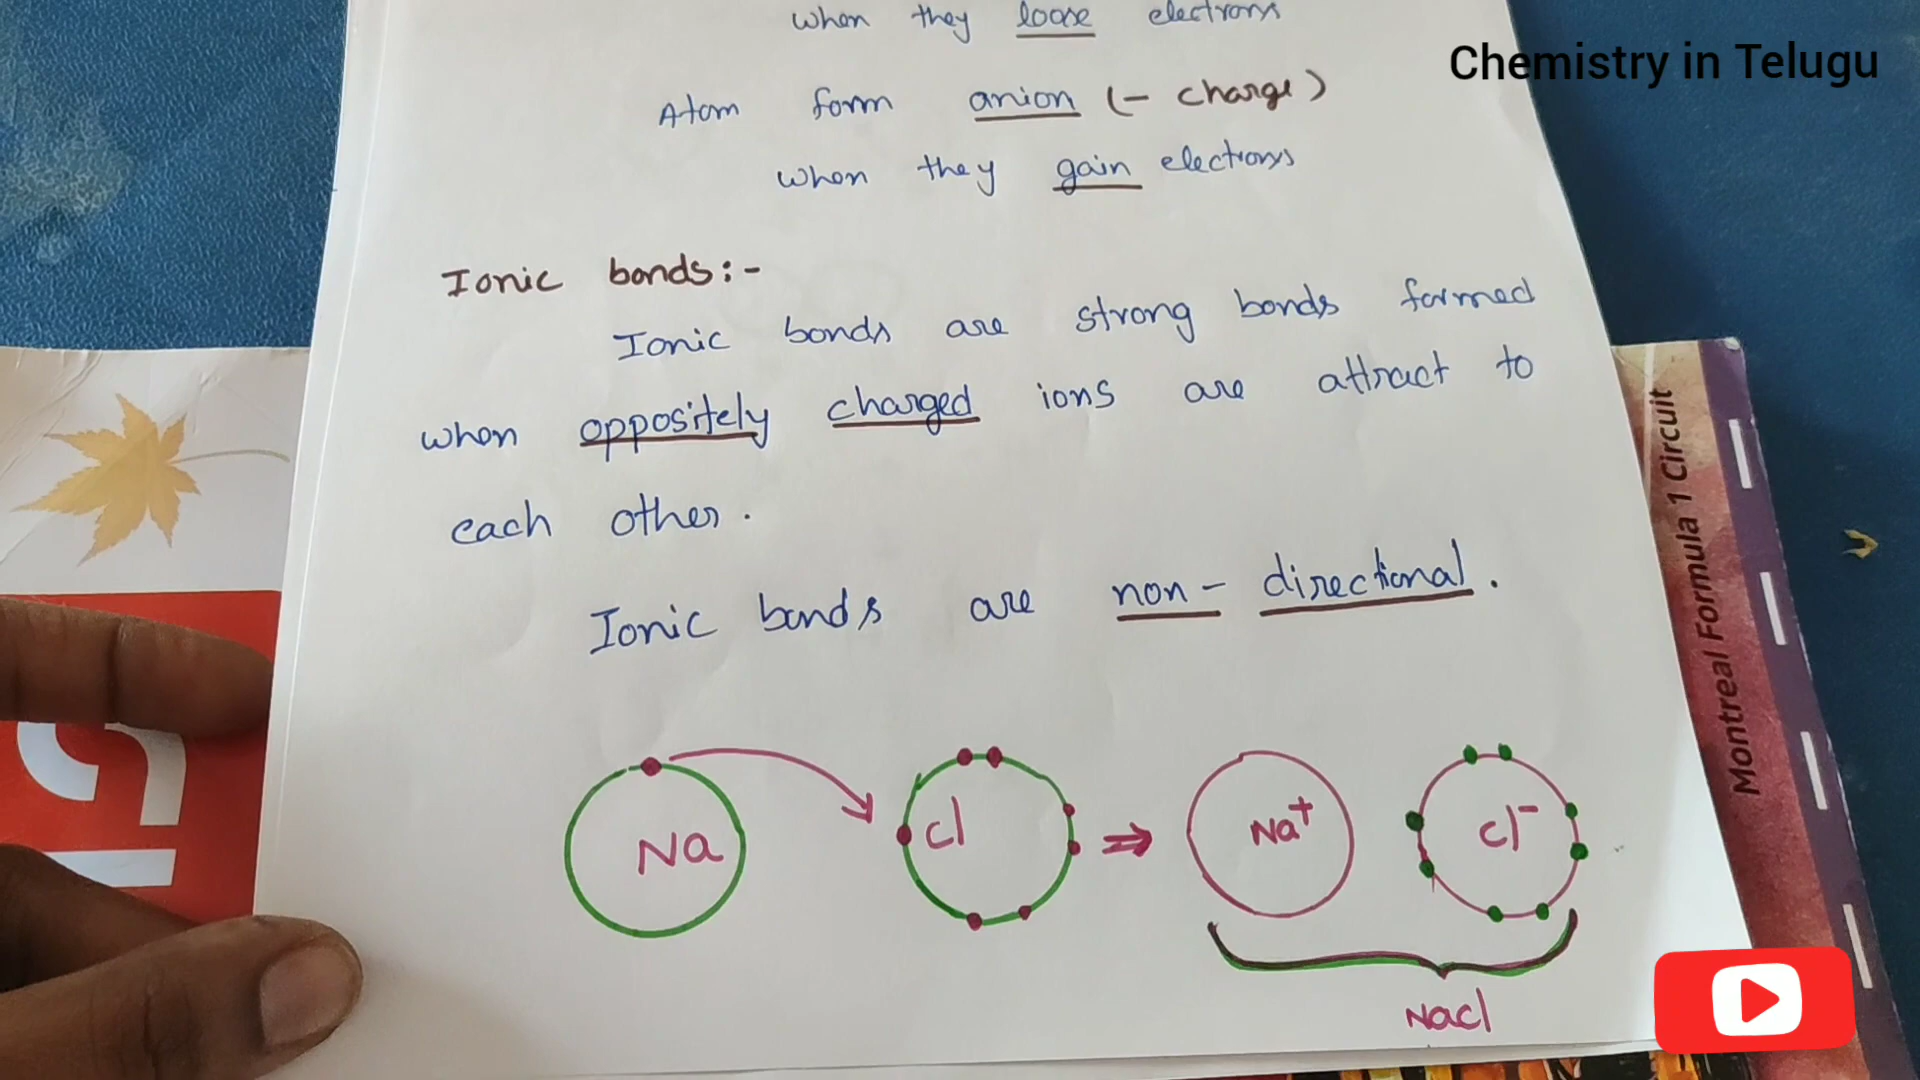 when they loose electrons
Chemistry in Telugu
Atom form anion (- charge)
when they gain electrons
Ionic bonds:-
Ionic bonds are strong bonds formed
when oppositely charged ions are attract to
each other.
Ionic bonds are non- directional.
Na Cl ⇒ Na⁺ Cl⁻
Nacl
Montreal Formula 1 Circuit